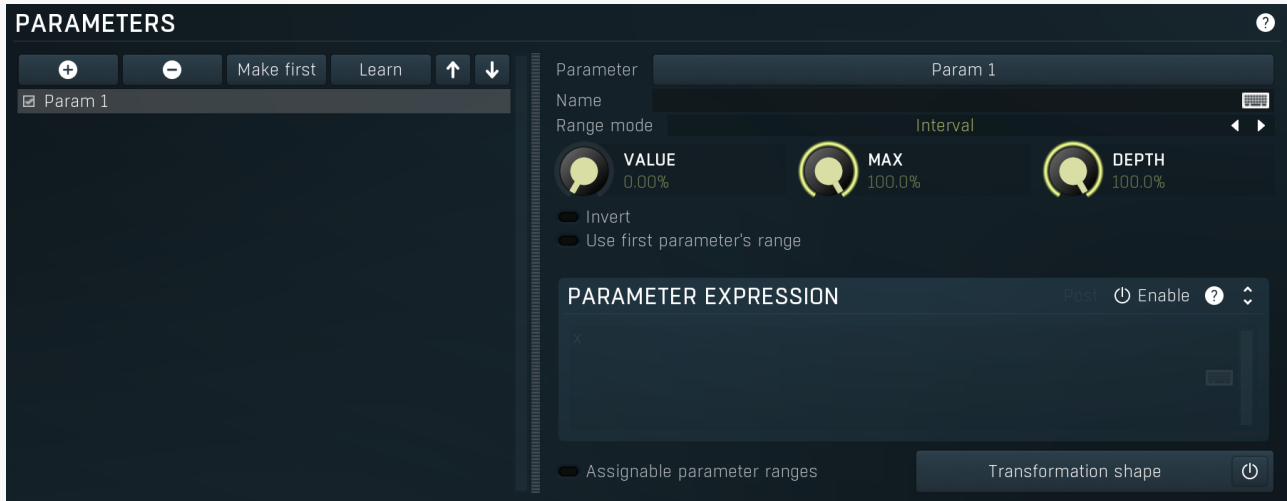 PARAMETERS
?
Make first Learn
Param 1
Parameter Param 1
Name
Range mode Interval
VALUE
0.00%
MAX
100.0%
DEPTH
100.0%
Invert
Use first parameter's range
PARAMETER EXPRESSION Post Enable ?
x
Assignable parameter ranges Transformation shape